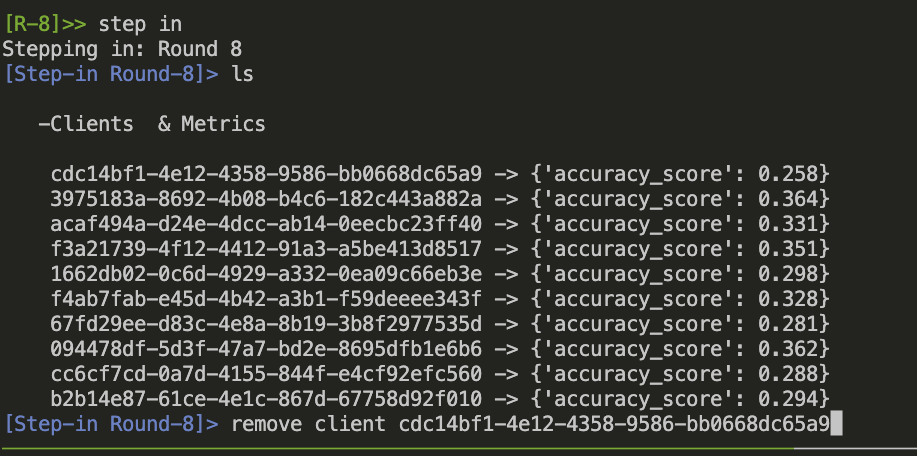 [R-8]>> step in
Stepping in: Round 8
[Step-in Round-8]> ls
-Clients & Metrics
cdc14bf1-4e12-4358-9586-bb0668dc65a9 -> {'accuracy_score': 0.258}
3975183a-8692-4b08-b4c6-182c443a882a -> {'accuracy_score': 0.364}
acaf494a-d24e-4dcc-ab14-0eecbc23ff40 -> {'accuracy_score': 0.331}
f3a21739-4f12-4412-91a3-a5be413d8517 -> {'accuracy_score': 0.351}
1662db02-0c6d-4929-a332-0ea09c66eb3e -> {'accuracy_score': 0.298}
f4ab7fab-e45d-4b42-a3b1-f59deeee343f -> {'accuracy_score': 0.328}
67fd29ee-d83c-4e8a-8b19-3b8f2977535d -> {'accuracy_score': 0.281}
094478df-5d3f-47a7-bd2e-8695dfb1e6b6 -> {'accuracy_score': 0.362}
cc6cf7cd-0a7d-4155-844f-e4cf92efc560 -> {'accuracy_score': 0.288}
b2b14e87-61ce-4e1c-867d-67758d92f010 -> {'accuracy_score': 0.294}
[Step-in Round-8]> remove client cdc14bf1-4e12-4358-9586-bb0668dc65a9